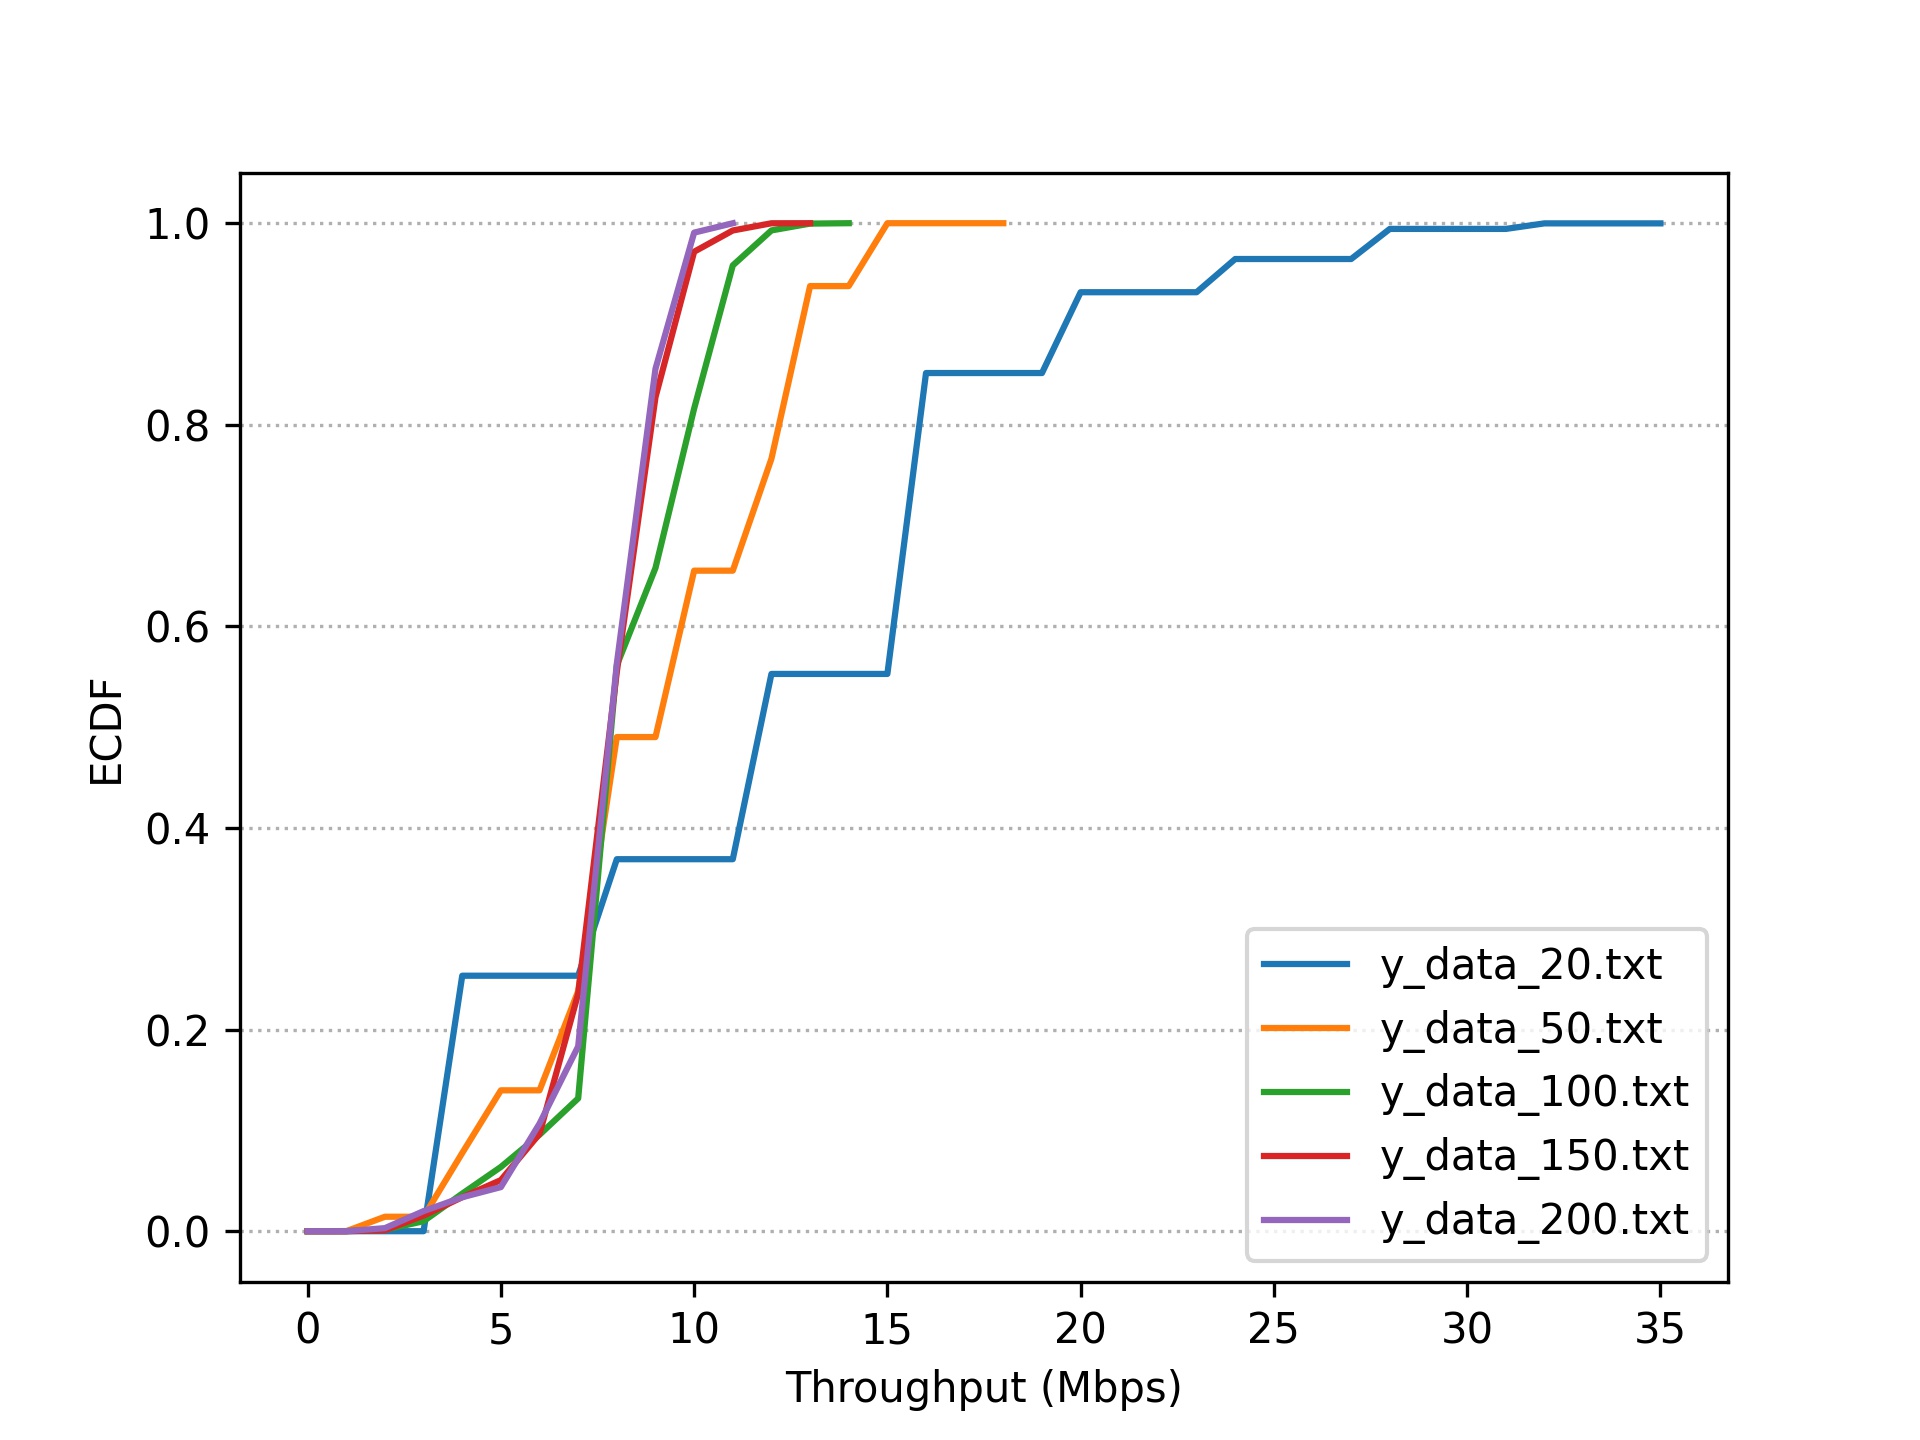 1.0
0.8
0.6
0.4
0.2
0.0
ECDF
0 5 10 15 20 25 30 35
Throughput (Mbps)
y_data_20.txt
y_data_50.txt
y_data_100.txt
y_data_150.txt
y_data_200.txt